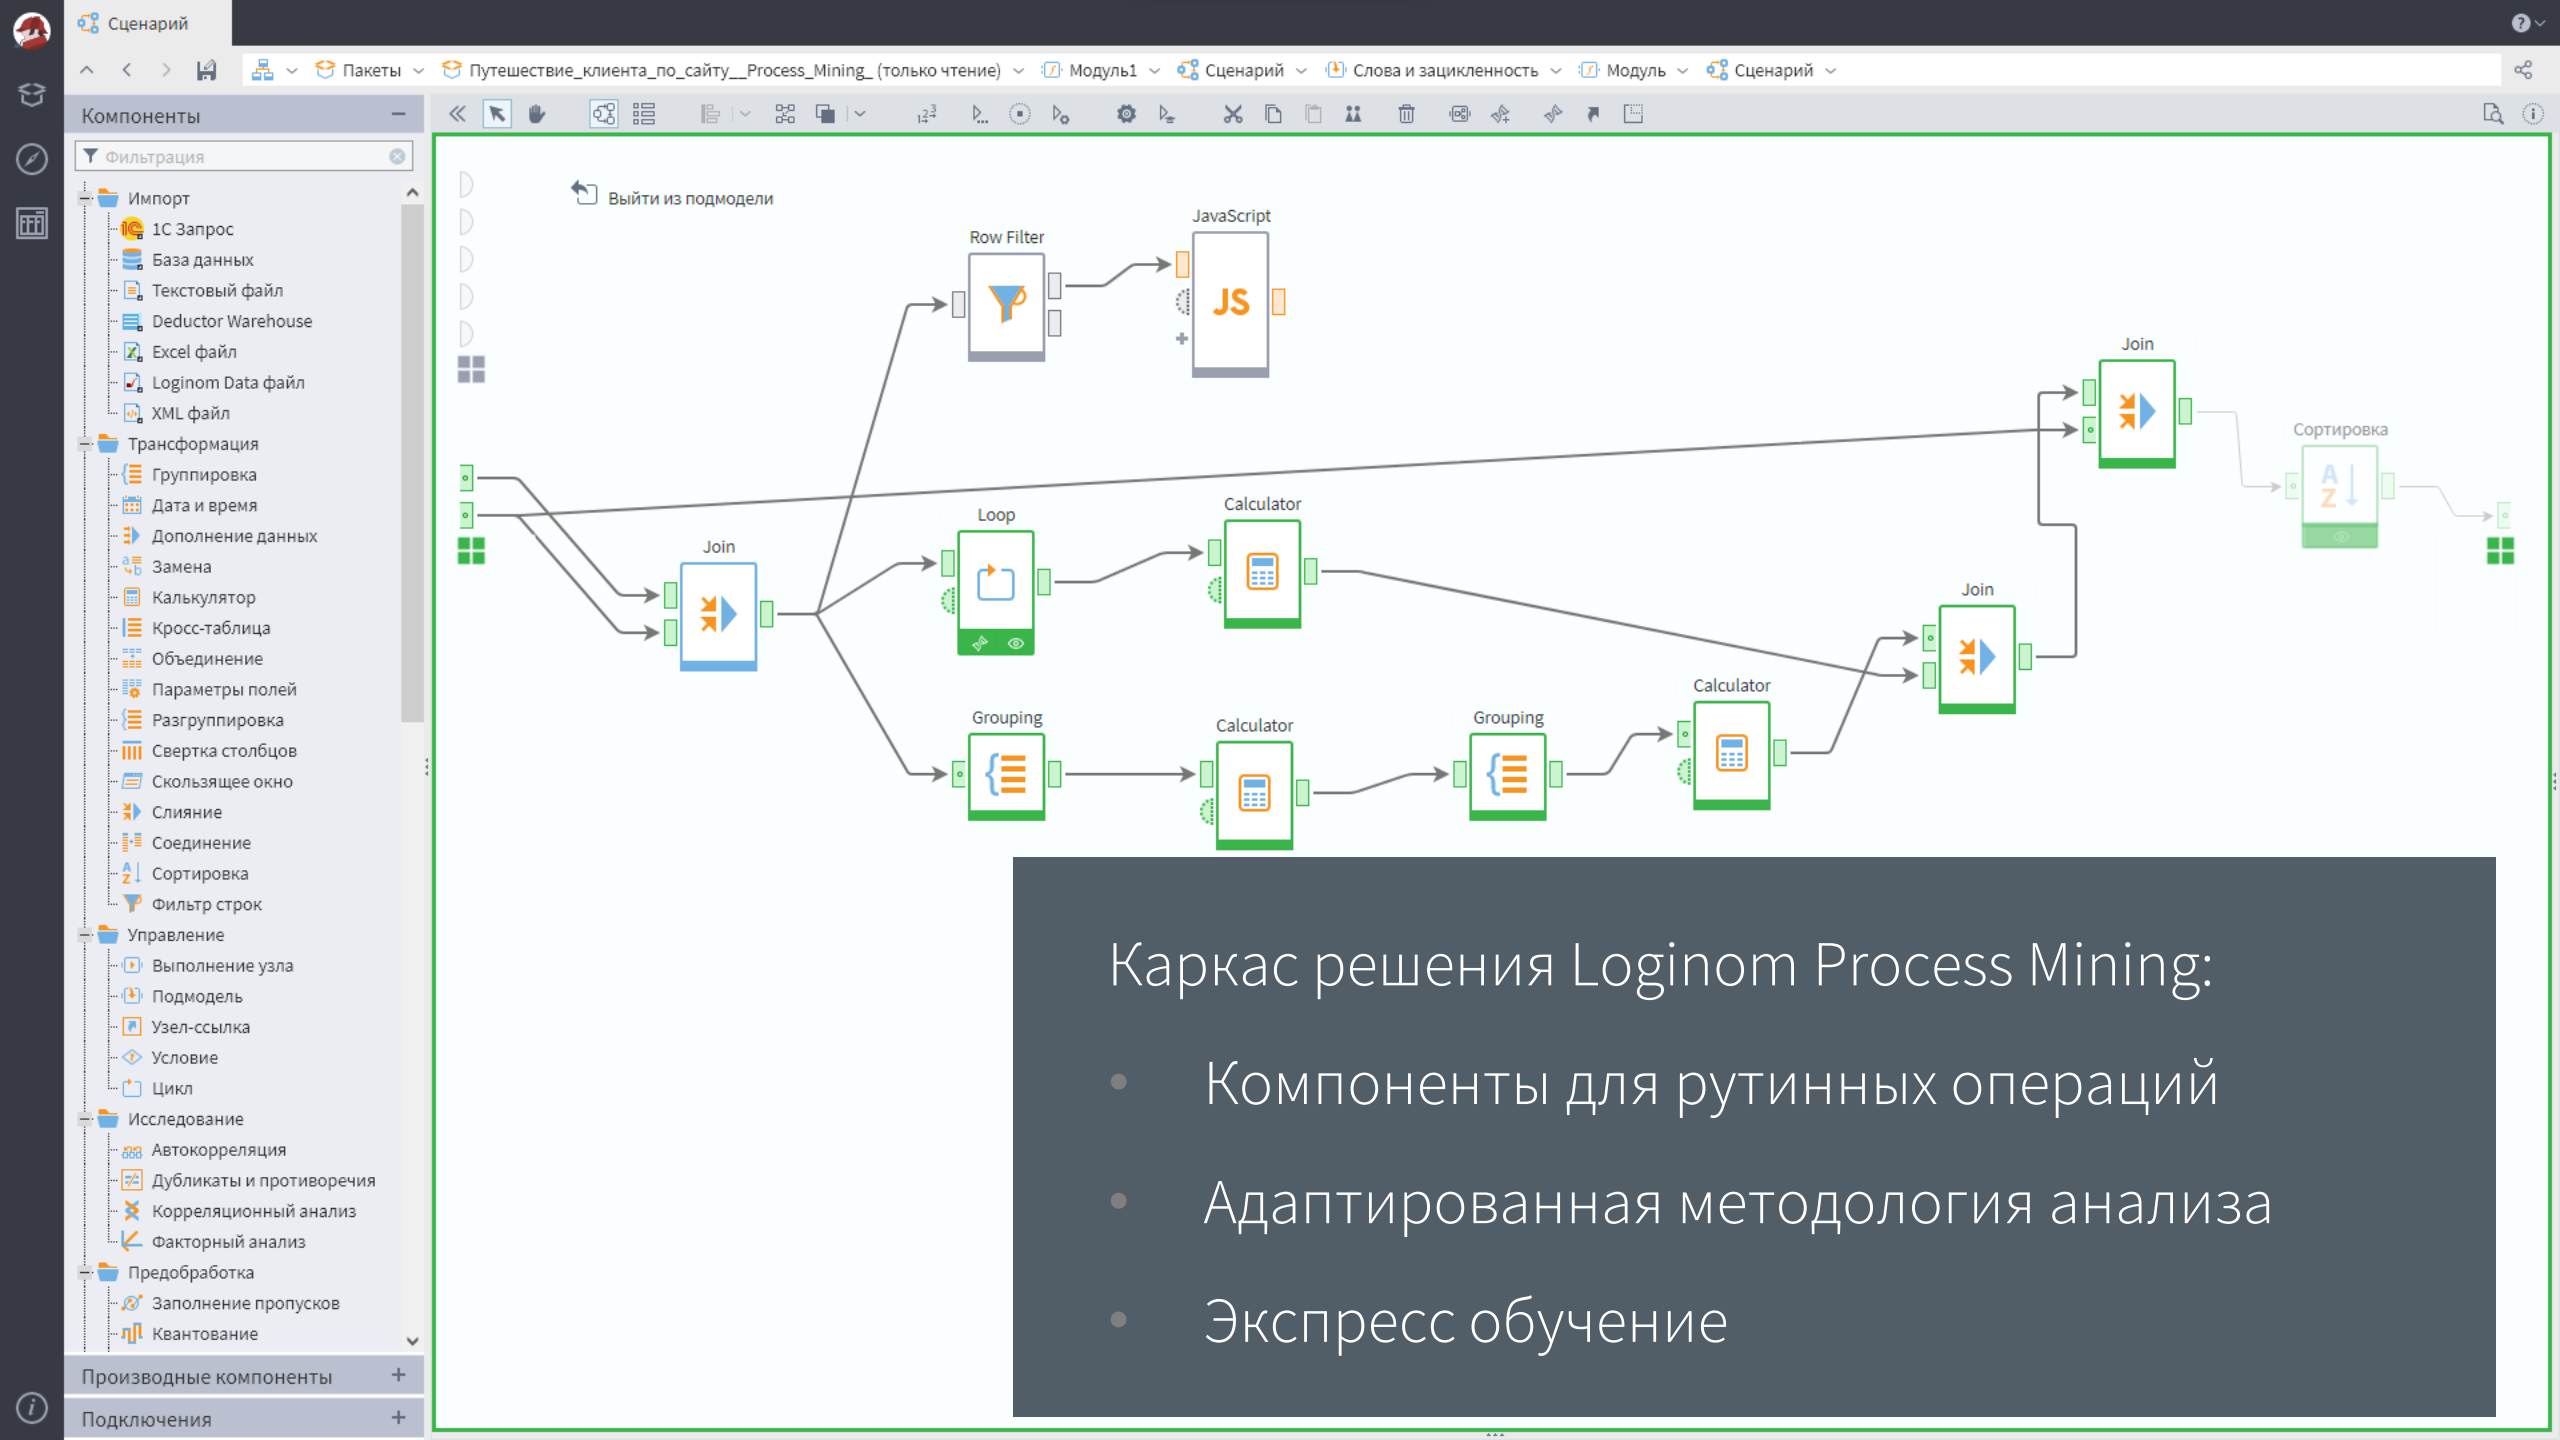 Сценарий
Пакеты
Путешествие_клиента_по_сайту__Process_Mining_ (только чтение)
Модуль1
Сценарий
Слова и зацикленность
Модуль
Сценарий
Компоненты
Фильтрация
Импорт
1С Запрос
База данных
Текстовый файл
Deductor Warehouse
Excel файл
Loginom Data файл
XML файл
Трансформация
Группировка
Дата и время
Дополнение данных
Замена
Калькулятор
Кросс-таблица
Объединение
Параметры полей
Разгруппировка
Свертка столбцов
Скользящее окно
Слияние
Соединение
Сортировка
Фильтр строк
Управление
Выполнение узла
Подмодель
Узел-ссылка
Условие
Цикл
Исследование
Автокорреляция
Дубликаты и противоречия
Корреляционный анализ
Факторный анализ
Предобработка
Заполнение пропусков
Квантование
Производные компоненты
Подключения
Выйти из подмодели
Row Filter
JavaScript
JS
Join
Сортировка
A
Z
Loop
Calculator
Join
Join
Grouping
Calculator
Grouping
Calculator
Каркас решения Loginom Process Mining:
• Компоненты для рутинных операций
• Адаптированная методология анализа
• Экспресс обучение